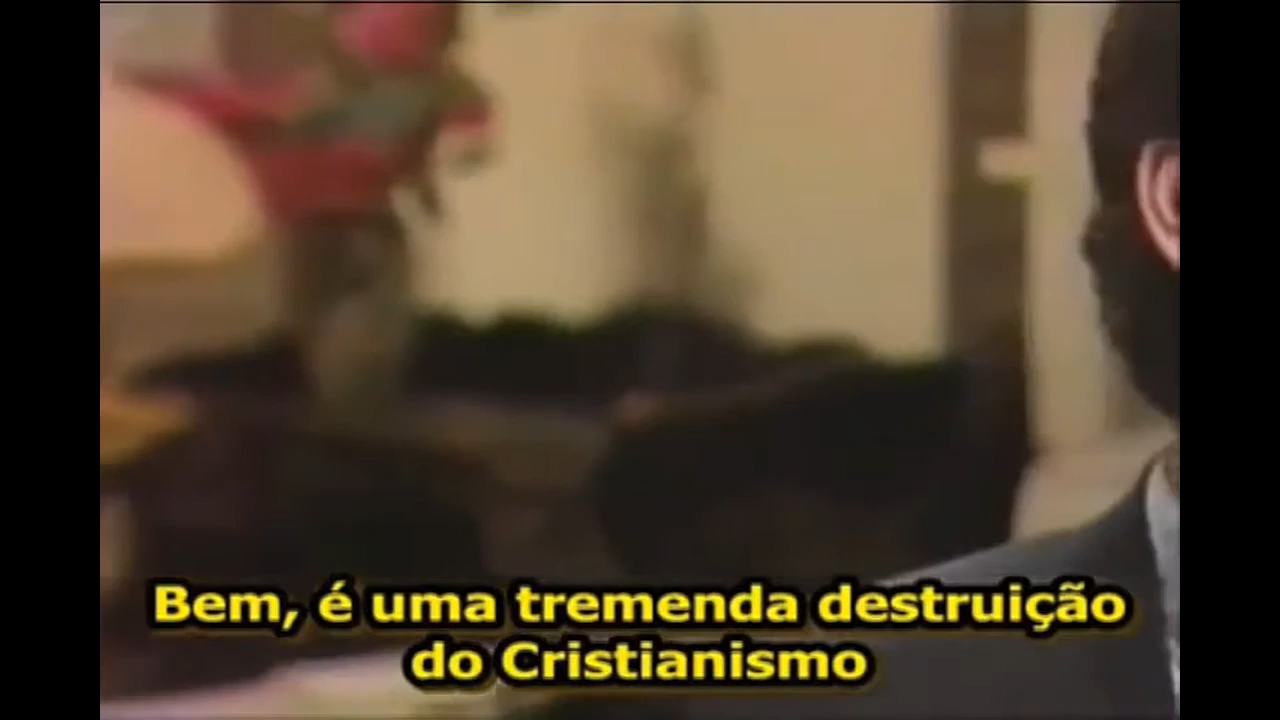 Bem, é uma tremenda destruição
do Cristianismo